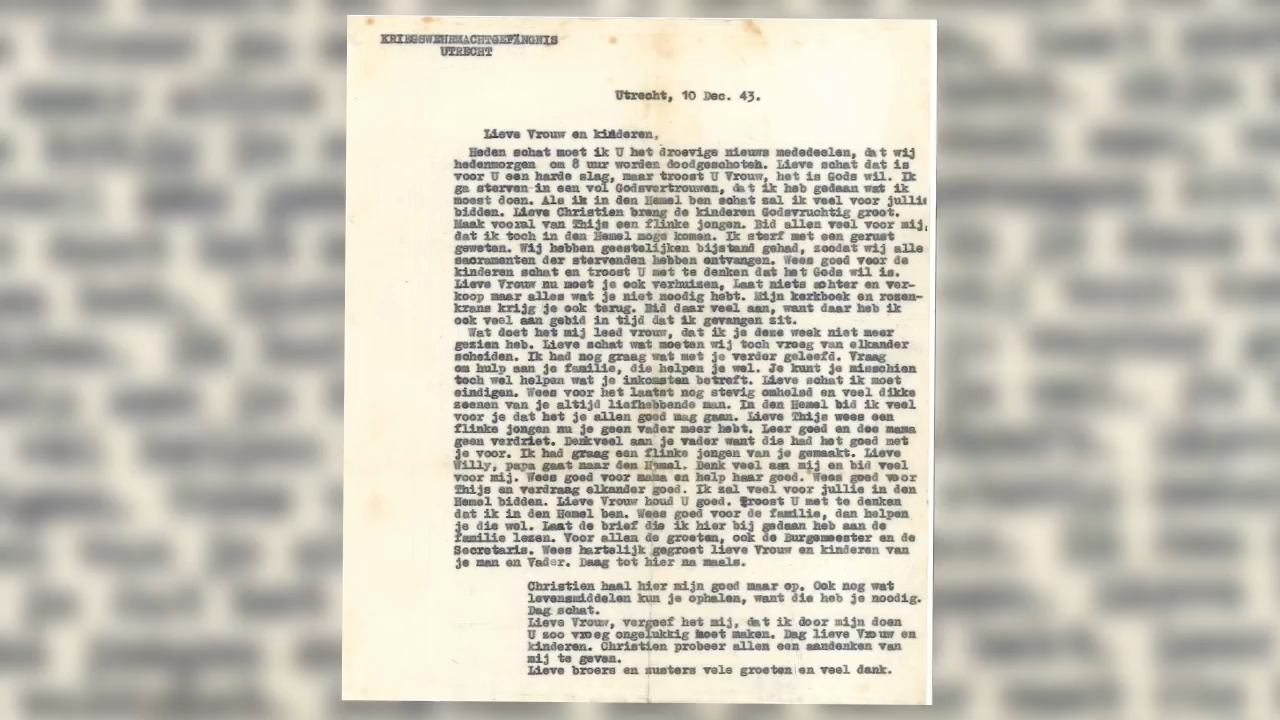 KRIEGSWEHRMACHTGEFÄNGNIS
UTRECHT
Utrecht, 10 Dec. 43.
Lieve Vrouw en kinderen,
Heden schat moet ik U het droevige nieuws mededeelen, dat wij
hedenmorgen om 8 uur worden doodgeschoten. Lieve schat dat is
voor U een harde slag, maar troost U Vrouw, het is Gods wil. Ik
ga sterven in een vol Godsvertrouwen, dat ik heb gedaan wat ik
moest doen. Als ik in den Hemel ben schat zal ik veel voor jullie
bidden. Lieve Christien breng de kinderen Godsvruchtig groot.
Maak vooral van Thijs een flinke jongen. Bid allen veel voor mij,
dat ik toch in den Hemel moge komen. Ik sterf met een gerust
geweten. Wij hebben geestelijken bijstand gehad, zoodat wij alle
sacramenten der stervenden hebben ontvangen. Wees goed voor de
kinderen schat en troost U met te denken dat het Gods wil is.
Lieve Vrouw nu moet je ook verhuizen, Laat niets achter en ver-
koop maar alles wat je niet noodig hebt. Mijn kerkboek en rozen-
krans krijg je ook terug. Bid daar veel aan, want daar heb ik
ook veel aan gebid in tijd dat ik gevangen zit.
Wat doet het mij leed vrouw, dat ik je deze week niet meer
gezien heb. Lieve schat wat moeten wij toch vroeg van elkander
scheiden. Ik had nog graag wat met je verder geleefd. Vraag
om hulp aan je familie, die helpen je wel. Je kunt je misschien
toch wel helpen wat je inkomsten betreft. Lieve schat ik moet
eindigen. Wees voor het laatst nog stevig omhelsd en veel dikke
zoenen van je altijd liefhebbende man. In den Hemel bid ik veel
voor je dat het je allen goed mag gaan. Lieve Thijs wees een
flinke jongen nu je geen vader meer hebt. Leer goed en doe mama
geen verdriet. Denkveel aan je vader want die had het goed met
je voor. Ik had graag een flinke jongen van je gemaakt. Lieve
Willy, papa gaat naar den Hemel. Denk veel aan mij en bid veel
voor mij. Wees goed voor mama en help haar goed. Wees goed voor
Thijs en verdraag elkander goed. Ik zal veel voor jullie in den
Hemel bidden. Lieve Vrouw houd U goed. Troost U met te denken
dat ik in den Hemel ben. Wees goed voor de familie, dan helpen
je die wel. Laat de brief die ik hier bij gedaan heb aan de
familie lezen. Voor allen de groeten, ook de Burgemeester en de
Secretaris. Wees hartelijk gegroet lieve Vrouw en kinderen van
je man en Vader. Daag tot hier na maals.
Christien haal hier mijn goed maar op. Ook nog wat
levensmiddelen kun je ophalen, want die heb je noodig.
Dag schat.
Lieve Vrouw, vergeef het mij, dat ik door mijn doen
U zoo vroeg ongelukkig moet maken. Dag lieve Vrouw en
kinderen. Christien probeer allen een aandenken van
mij te geven.
Lieve broers en zusters vele groeten en veel dank.